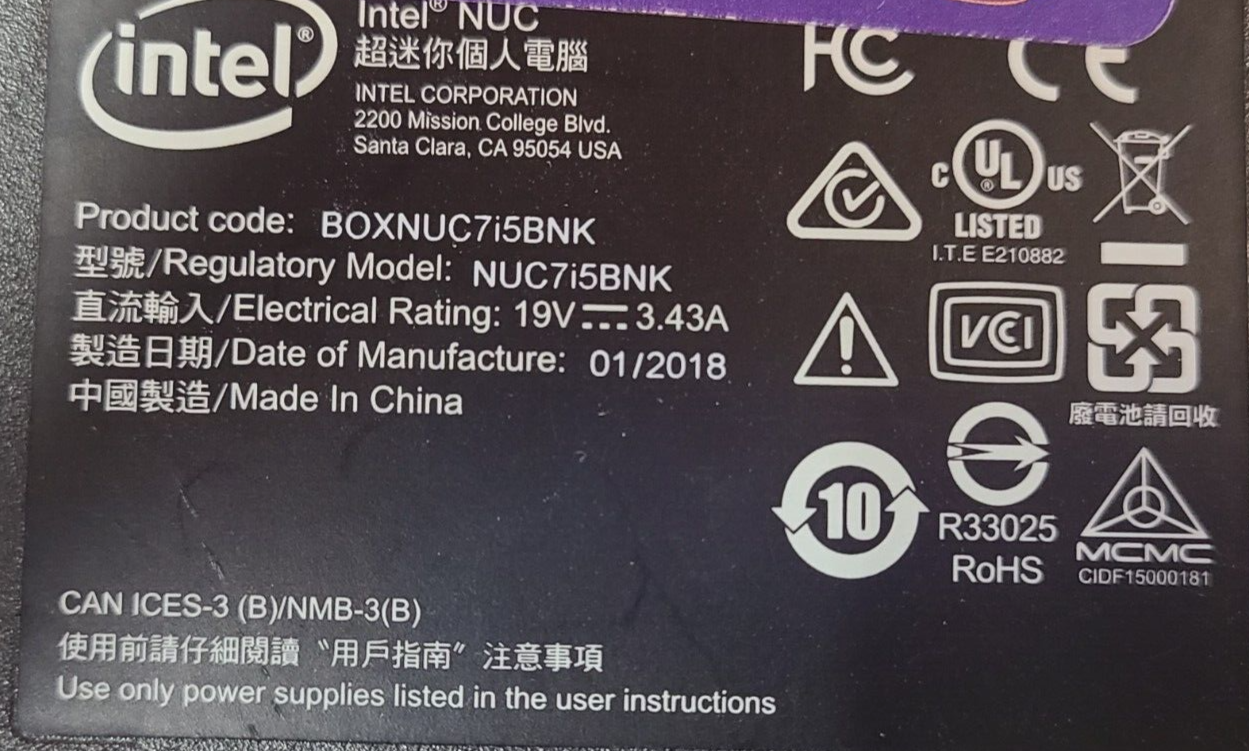 intel®
Intel® NUC
超迷你個人電腦
INTEL CORPORATION
2200 Mission College Blvd.
Santa Clara, CA 95054 USA
Product code: BOXNUC7i5BNK
型號/Regulatory Model: NUC7i5BNK
直流輸入/Electrical Rating: 19V⎓3.43A
製造日期/Date of Manufacture: 01/2018
中國製造/Made In China
CAN ICES-3 (B)/NMB-3(B)
使用前請仔細閱讀〝用戶指南〞注意事項
Use only power supplies listed in the user instructions
FC CE
C UL® US
LISTED
I.T.E E210882
VCI
廢電池請回收
10
R33025
RoHS
MCMC
CIDF15000181